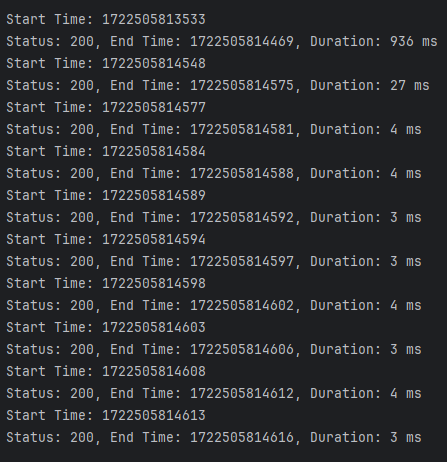 Start Time: 1722505813533
Status: 200, End Time: 1722505814469, Duration: 936 ms
Start Time: 1722505814548
Status: 200, End Time: 1722505814575, Duration: 27 ms
Start Time: 1722505814577
Status: 200, End Time: 1722505814581, Duration: 4 ms
Start Time: 1722505814584
Status: 200, End Time: 1722505814588, Duration: 4 ms
Start Time: 1722505814589
Status: 200, End Time: 1722505814592, Duration: 3 ms
Start Time: 1722505814594
Status: 200, End Time: 1722505814597, Duration: 3 ms
Start Time: 1722505814598
Status: 200, End Time: 1722505814602, Duration: 4 ms
Start Time: 1722505814603
Status: 200, End Time: 1722505814606, Duration: 3 ms
Start Time: 1722505814608
Status: 200, End Time: 1722505814612, Duration: 4 ms
Start Time: 1722505814613
Status: 200, End Time: 1722505814616, Duration: 3 ms